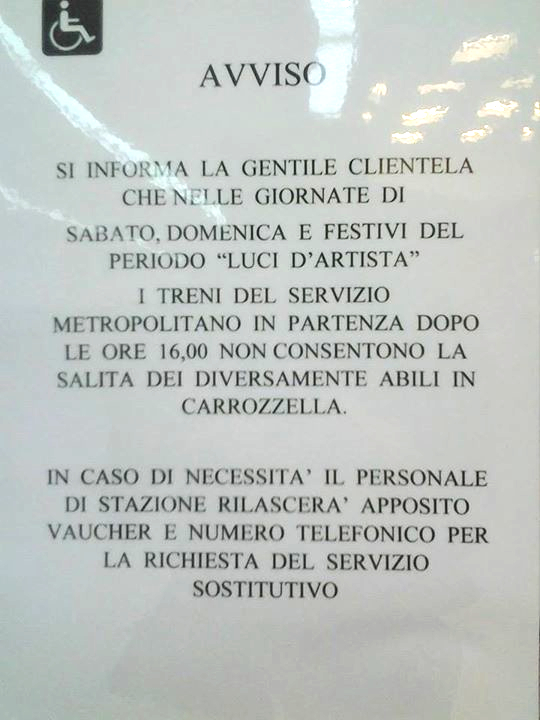 AVVISO
SI INFORMA LA GENTILE CLIENTELA
CHE NELLE GIORNATE DI
SABATO, DOMENICA E FESTIVI DEL
PERIODO “LUCI D’ARTISTA”
I TRENI DEL SERVIZIO
METROPOLITANO IN PARTENZA DOPO
LE ORE 16,00 NON CONSENTONO LA
SALITA DEI DIVERSAMENTE ABILI IN
CARROZZELLA.
IN CASO DI NECESSITA’ IL PERSONALE
DI STAZIONE RILASCERA’ APPOSITO
VAUCHER E NUMERO TELEFONICO PER
LA RICHIESTA DEL SERVIZIO
SOSTITUTIVO